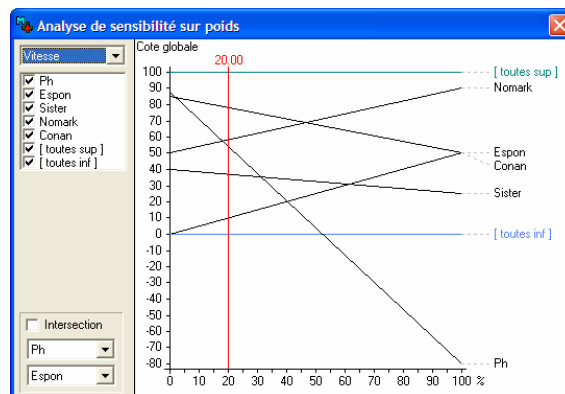 Analyse de sensibilité sur poids
Vitesse
Ph
Espon
Sister
Nomark
Conan
[ toutes sup ]
[ toutes inf ]
Intersection
Ph
Espon
Cote globale
20.00
100
90
80
70
60
50
40
30
20
10
0
-10
-20
-30
-40
-50
-60
-70
-80
0 10 20 30 40 50 60 70 80 90 100 %
[ toutes sup ]
Nomark
Espon
Conan
Sister
[ toutes inf ]
Ph